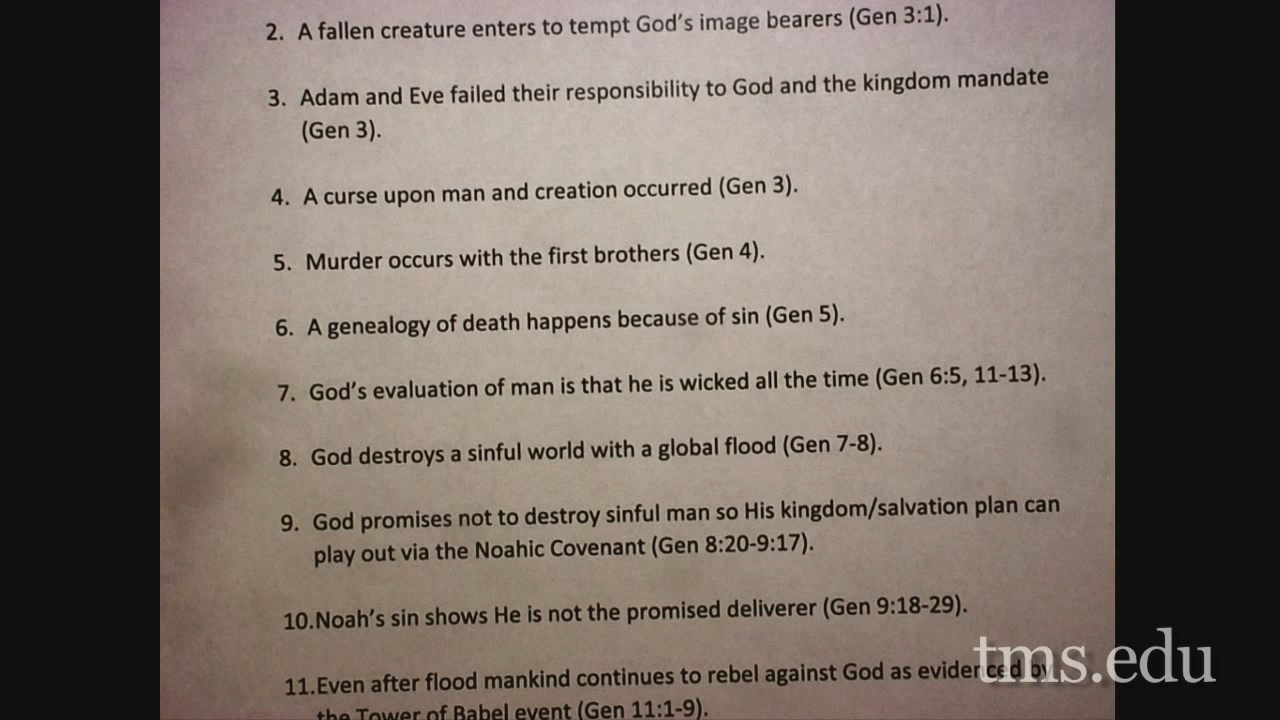 2. A fallen creature enters to tempt God's image bearers (Gen 3:1).
3. Adam and Eve failed their responsibility to God and the kingdom mandate
(Gen 3).
4. A curse upon man and creation occurred (Gen 3).
5. Murder occurs with the first brothers (Gen 4).
6. A genealogy of death happens because of sin (Gen 5).
7. God's evaluation of man is that he is wicked all the time (Gen 6:5, 11-13).
8. God destroys a sinful world with a global flood (Gen 7-8).
9. God promises not to destroy sinful man so His kingdom/salvation plan can
play out via the Noahic Covenant (Gen 8:20-9:17).
10.Noah's sin shows He is not the promised deliverer (Gen 9:18-29).
11.Even after flood mankind continues to rebel against God as evidenced by
the Tower of Babel event (Gen 11:1-9).
tms.edu